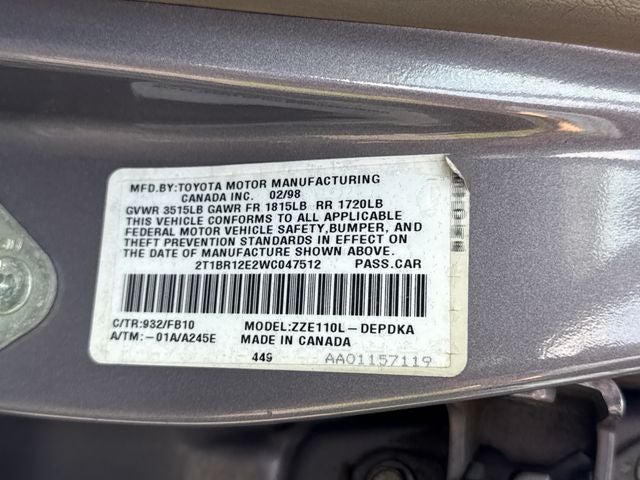 MFD.BY:TOYOTA MOTOR MANUFACTURING
CANADA INC. 02/98
GVWR 3515LB GAWR FR 1815LB RR 1720LB
THIS VEHICLE CONFORMS TO ALL APPLICABLE
FEDERAL MOTOR VEHICLE SAFETY,BUMPER, AND
THEFT PREVENTION STANDARDS IN EFFECT ON
THE DATE OF MANUFACTURE SHOWN ABOVE.
2T1BR12E2WC047512 PASS.CAR
C/TR:932/FB10 MODEL:ZZE110L-DEPDKA
A/TM:-01A/A245E MADE IN CANADA
449 AA01157119